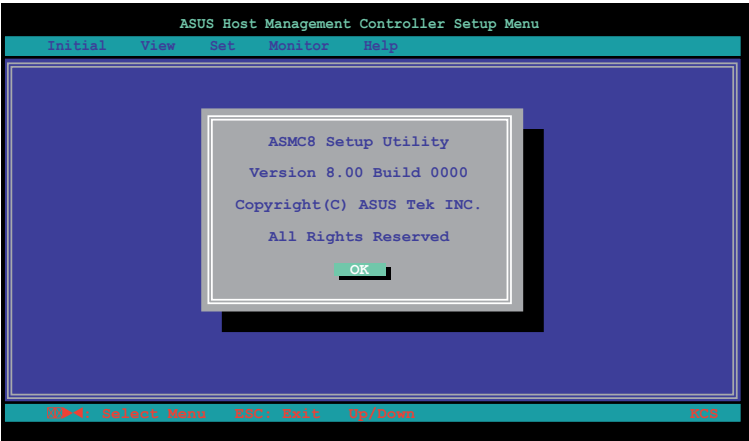 ASUS Host Management Controller Setup Menu
Initial View Set Monitor Help
ASMC8 Setup Utility
Version 8.00 Build 0000
Copyright(C) ASUS Tek INC.
All Rights Reserved
OK
: Select Menu ESC: Exit Up/Down KCS